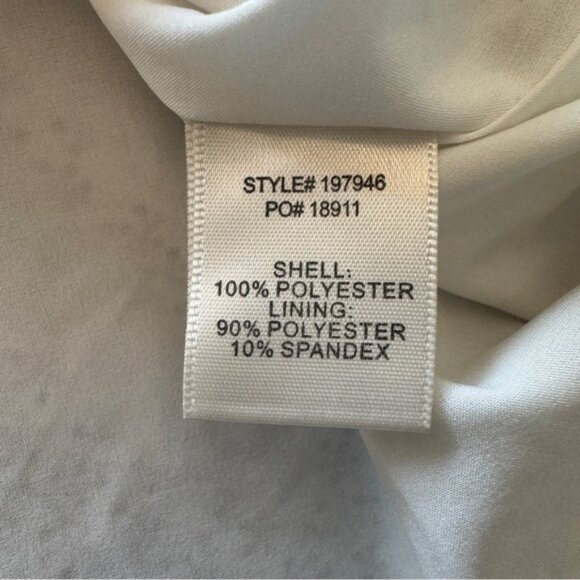 STYLE# 197946
PO# 18911
SHELL:
100% POLYESTER
LINING:
90% POLYESTER
10% SPANDEX